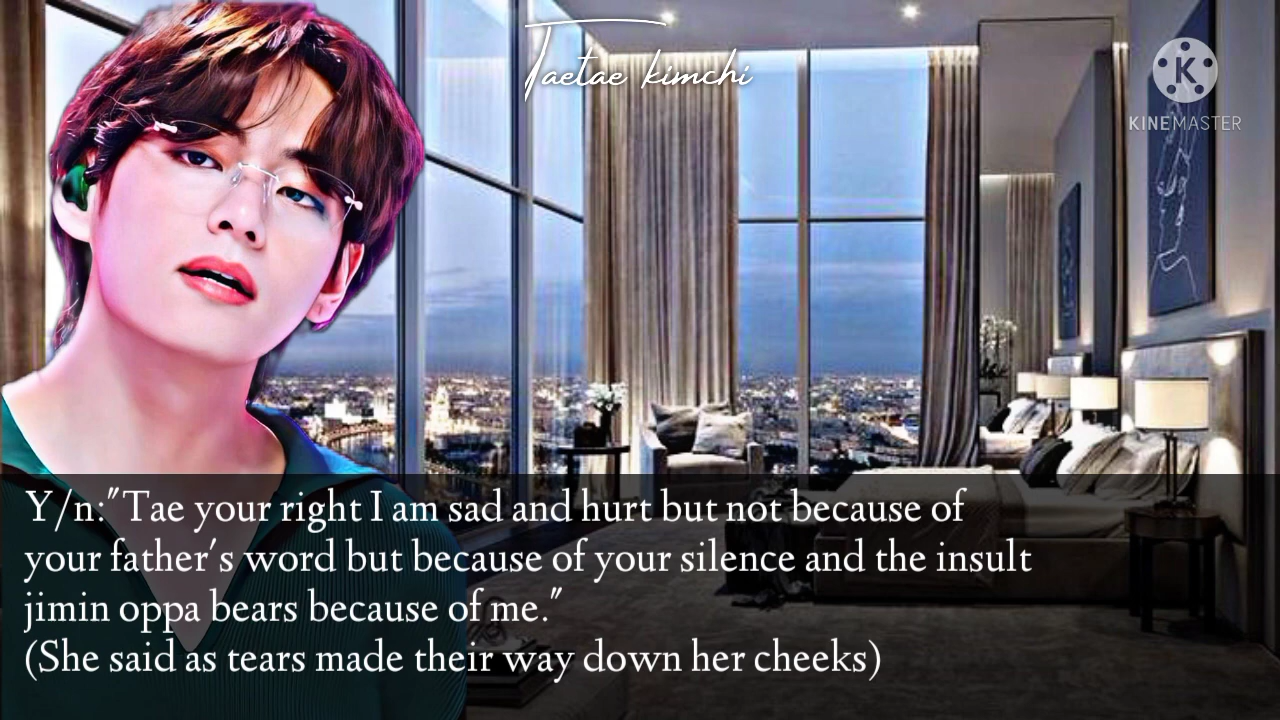 Taetae kimchi
K
KINEMASTER
Y/n:"Tae your right I am sad and hurt but not because of
your father's word but because of your silence and the insult
jimin oppa bears because of me."
(She said as tears made their way down her cheeks)